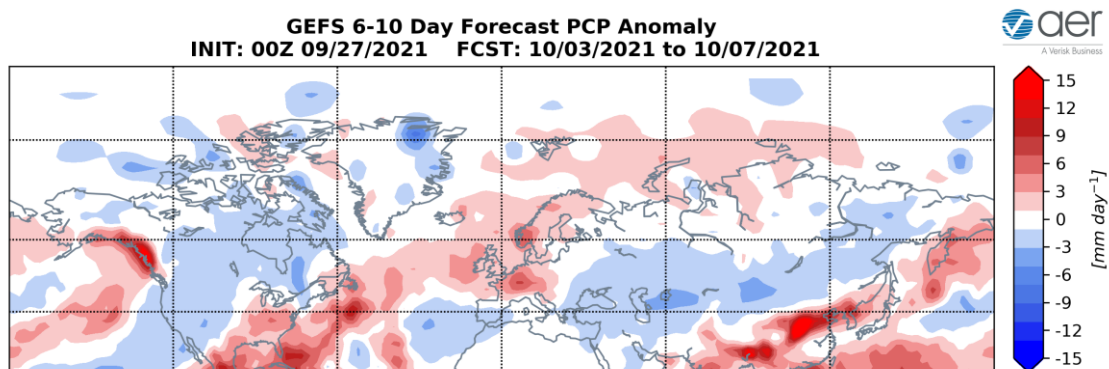 GEFS 6-10 Day Forecast PCP Anomaly
INIT: 00Z 09/27/2021 FCST: 10/03/2021 to 10/07/2021
aer
A Verisk Business
15
12
9
6
3
0
-3
-6
-9
-12
-15
[mm day⁻¹]
0